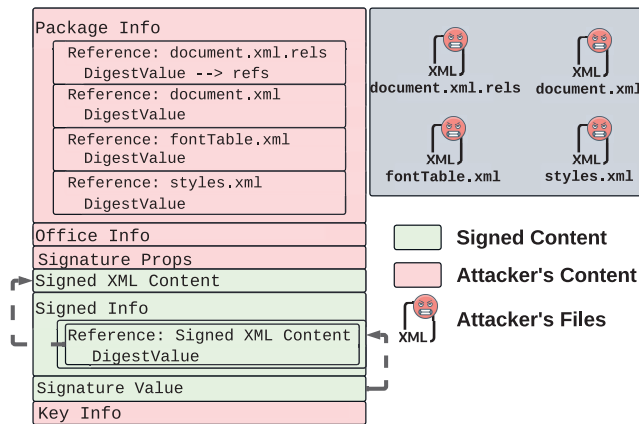 Package Info
Reference: document.xml.rels
DigestValue --> refs
Reference: document.xml
DigestValue
Reference: fontTable.xml
DigestValue
Reference: styles.xml
DigestValue
Office Info
Signature Props
Signed XML Content
Signed Info
Reference: Signed XML Content
DigestValue
Signature Value
Key Info
XML
document.xml.rels
XML
document.xml
XML
fontTable.xml
XML
styles.xml
Signed Content
Attacker's Content
XML
Attacker's Files